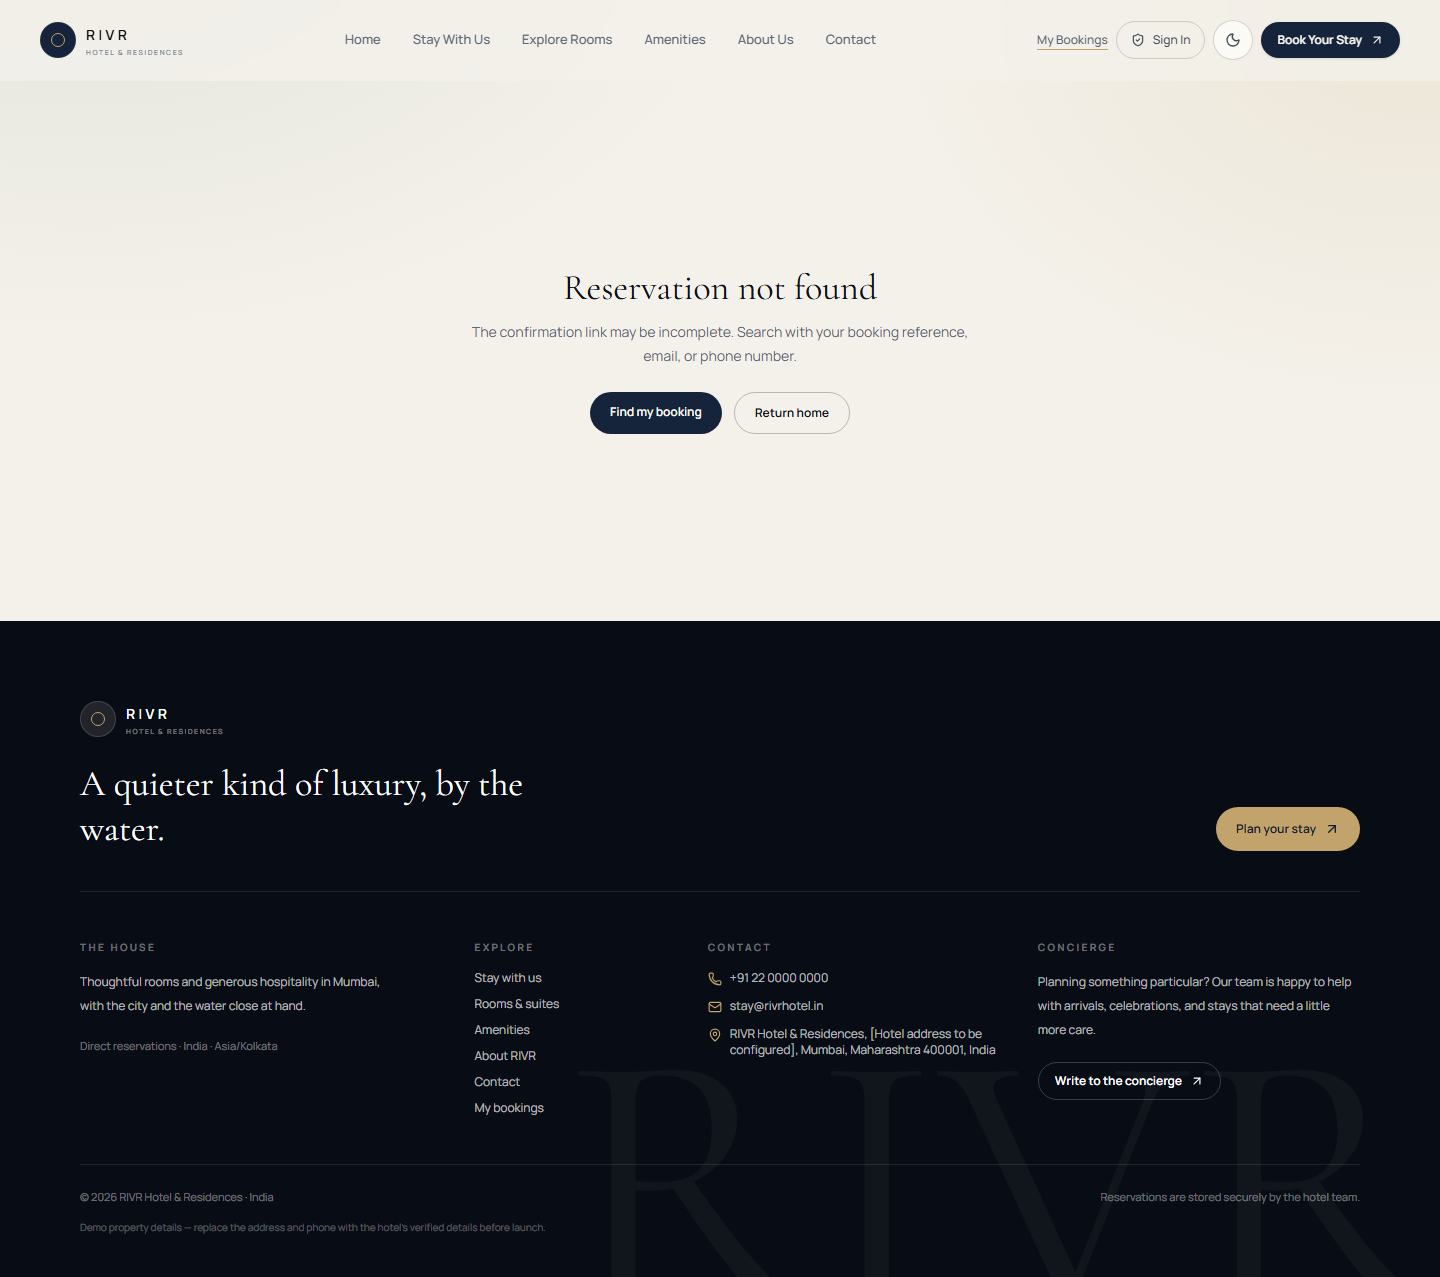 RIVR
HOTEL & RESIDENCES
Home
Stay With Us
Explore Rooms
Amenities
About Us
Contact
My Bookings
Sign In
Book Your Stay
Reservation not found
The confirmation link may be incomplete. Search with your booking reference,
email, or phone number.
Find my booking
Return home
RIVR
HOTEL & RESIDENCES
A quieter kind of luxury, by the
water.
Plan your stay
THE HOUSE
Thoughtful rooms and generous hospitality in Mumbai,
with the city and the water close at hand.
Direct reservations · India · Asia/Kolkata
EXPLORE
Stay with us
Rooms & suites
Amenities
About RIVR
Contact
My bookings
CONTACT
+91 22 0000 0000
stay@rivrhotel.in
RIVR Hotel & Residences, [Hotel address to be
configured], Mumbai, Maharashtra 400001, India
CONCIERGE
Planning something particular? Our team is happy to help
with arrivals, celebrations, and stays that need a little
more care.
Write to the concierge
RIVR
© 2026 RIVR Hotel & Residences · India
Reservations are stored securely by the hotel team.
Demo property details — replace the address and phone with the hotel's verified details before launch.